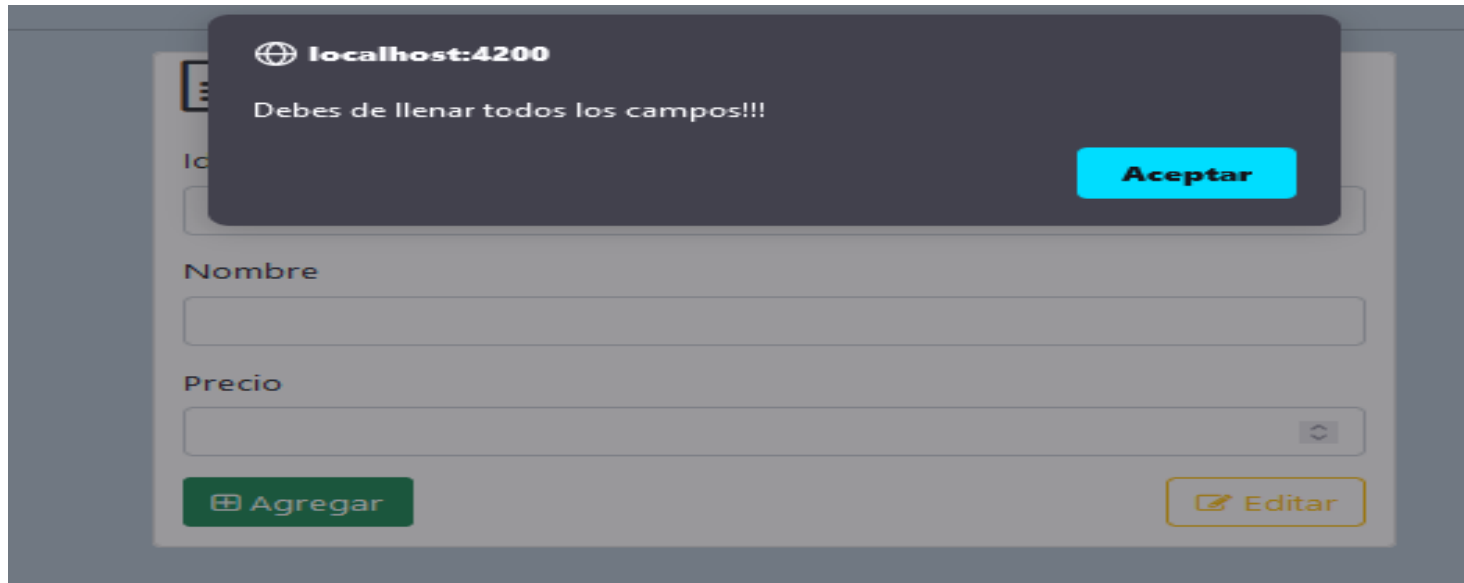 localhost:4200
Debes de llenar todos los campos!!!
Aceptar
Nombre
Precio
Agregar
Editar